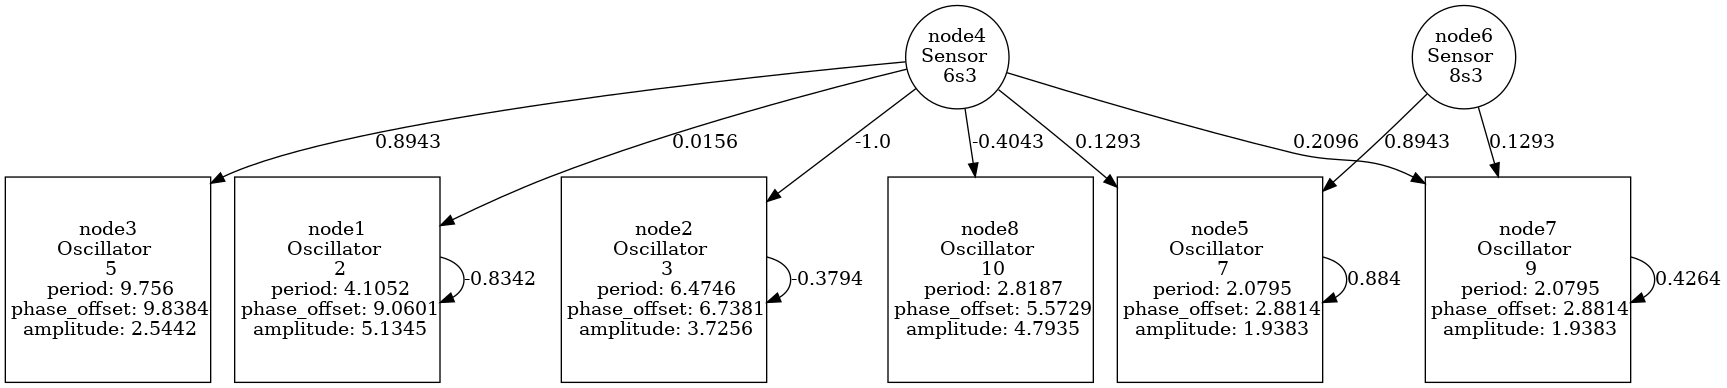 node4
Sensor
6s3
node6
Sensor
8s3
0.8943
0.0156
-1.0
-0.4043
0.1293
0.2096
0.8943
0.1293
node3
Oscillator
5
period: 9.756
phase_offset: 9.8384
amplitude: 2.5442
node1
Oscillator
2
period: 4.1052
phase_offset: 9.0601
amplitude: 5.1345
-0.8342
node2
Oscillator
3
period: 6.4746
phase_offset: 6.7381
amplitude: 3.7256
-0.3794
node8
Oscillator
10
period: 2.8187
phase_offset: 5.5729
amplitude: 4.7935
node5
Oscillator
7
period: 2.0795
phase_offset: 2.8814
amplitude: 1.9383
0.884
node7
Oscillator
9
period: 2.0795
phase_offset: 2.8814
amplitude: 1.9383
0.4264